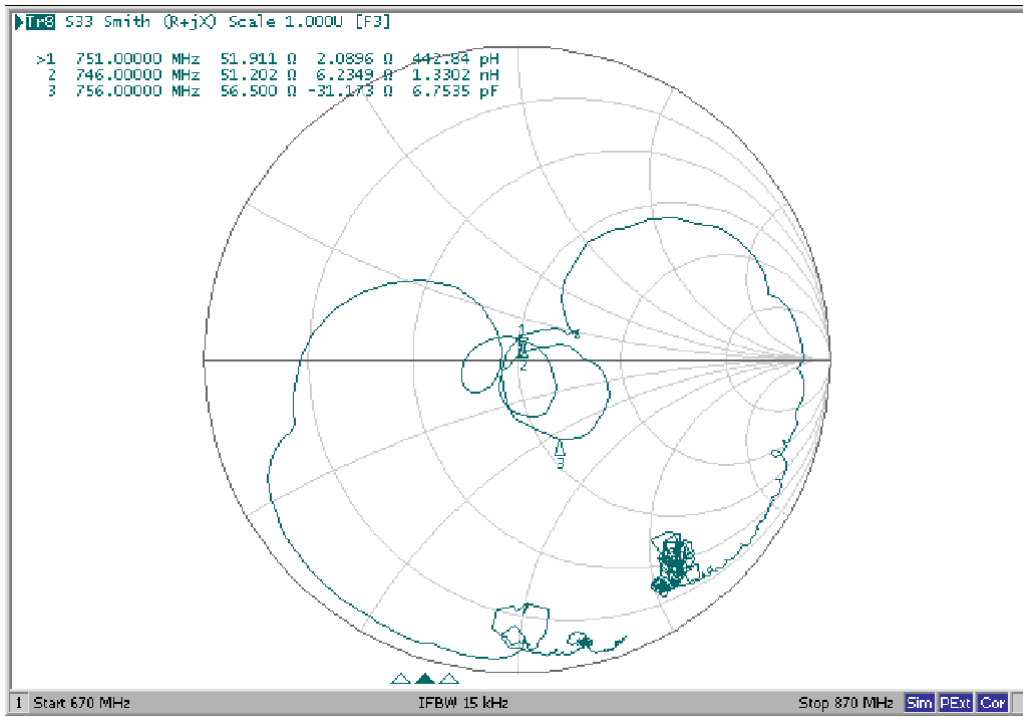 Tr8 S33 Smith (R+jX) Scale 1.000U [F3]
>1 751.00000 MHz 51.911 Ω 2.0896 Ω 442.84 pH
2 746.00000 MHz 51.202 Ω 6.2349 Ω 1.3302 nH
3 756.00000 MHz 56.500 Ω -31.173 Ω 6.7535 pF
1
2
3
1 Start 670 MHz IFBW 15 kHz Stop 870 MHz Sim PExt Cor